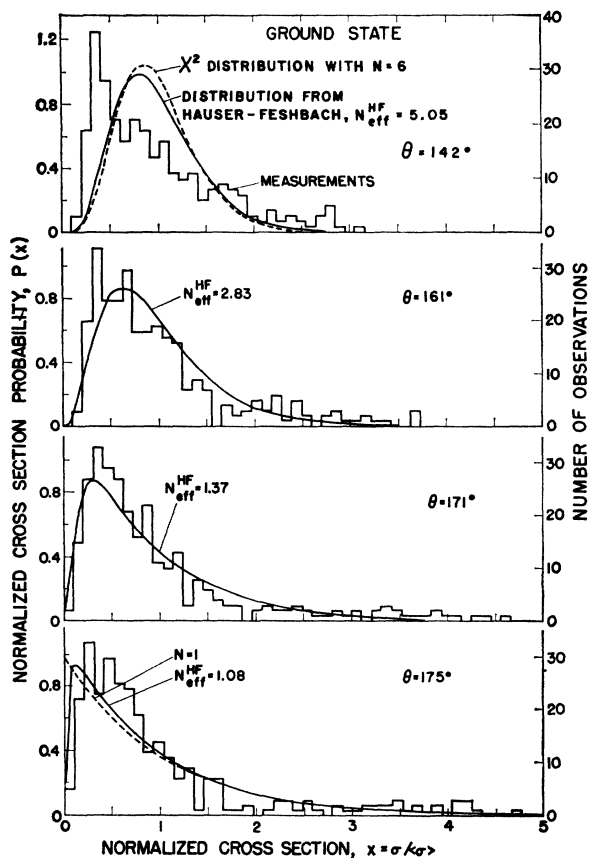 GROUND STATE
χ² DISTRIBUTION WITH N = 6
DISTRIBUTION FROM
HAUSER-FESHBACH, N_eff^HF = 5.05
θ = 142°
MEASUREMENTS
1.2
0.8
0.4
0
40
30
20
10
0
N_eff^HF = 2.83
θ = 161°
0.8
0.4
0
30
20
10
0
N_eff^HF = 1.37
θ = 171°
0.8
0.4
0
30
20
10
0
N = 1
N_eff^HF = 1.08
θ = 175°
0.8
0.4
0
30
20
10
0
0 1 2 3 4 5
NORMALIZED CROSS SECTION, X = σ/<σ>
NORMALIZED CROSS SECTION PROBABILITY, P(x)
NUMBER OF OBSERVATIONS